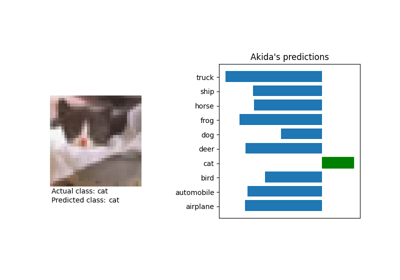 Akida's predictions
truck
ship
horse
frog
dog
deer
cat
bird
automobile
airplane
Actual class: cat
Predicted class: cat